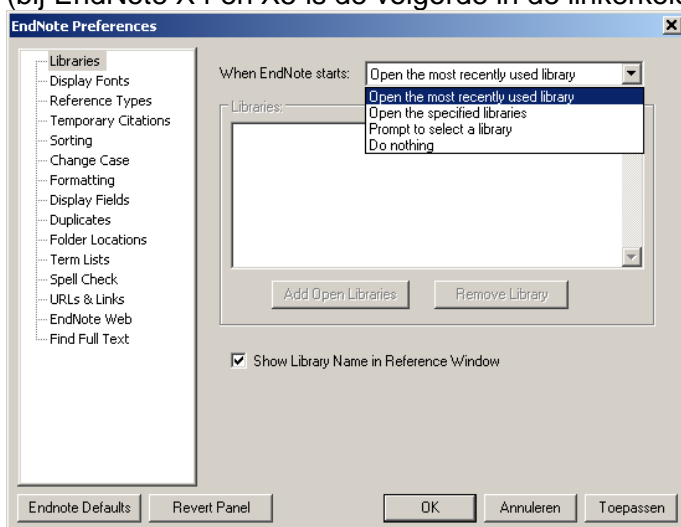 (bij EndNote X4 en X5 is de volgorde in de linkerkol
EndNote Preferences
Libraries
Display Fonts
Reference Types
Temporary Citations
Sorting
Change Case
Formatting
Display Fields
Duplicates
Folder Locations
Term Lists
Spell Check
URLs & Links
EndNote Web
Find Full Text
When EndNote starts: Open the most recently used library
Open the most recently used library
Open the specified libraries
Prompt to select a library
Do nothing
Libraries:
Add Open Libraries Remove Library
Show Library Name in Reference Window
Endnote Defaults Revert Panel OK Annuleren Toepassen